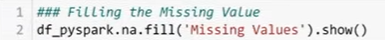 1 ### Filling the Missing Value
2 df_pyspark.na.fill('Missing Values').show()